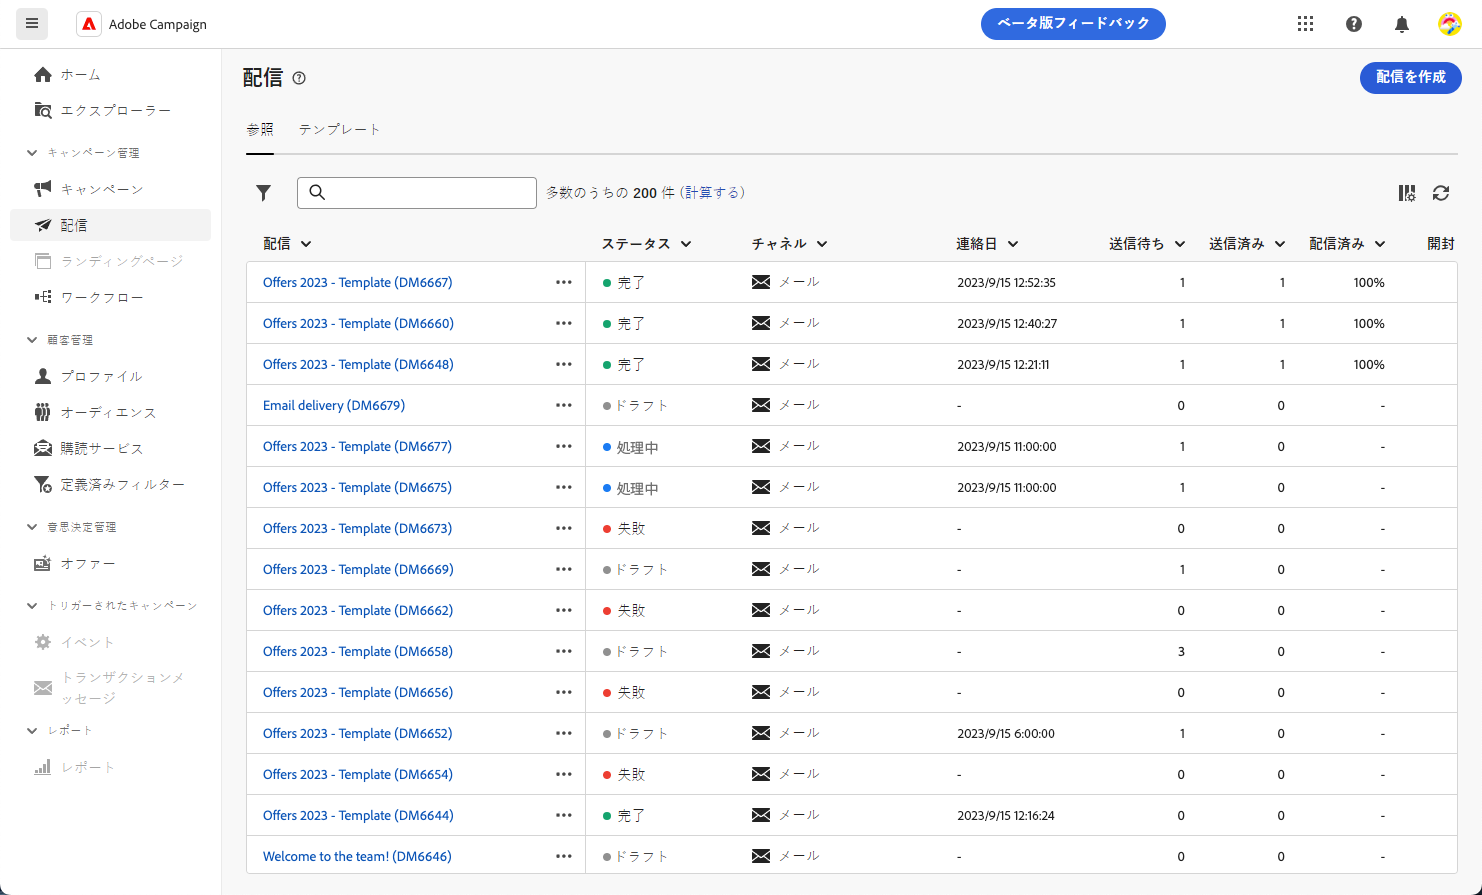 Adobe Campaign
ベータ版フィードバック
ホーム
エクスプローラー
キャンペーン管理
キャンペーン
配信
ランディングページ
ワークフロー
顧客管理
プロファイル
オーディエンス
購読サービス
定義済みフィルター
意思決定管理
オファー
トリガーされたキャンペーン
イベント
トランザクションメ
ッセージ
レポート
レポート
配信
配信を作成
参照 テンプレート
多数のうちの 200 件 (計算する)
配信 ステータス チャネル 連絡日 送信待ち 送信済み 配信済み 開封
Offers 2023 - Template (DM6667) 完了 メール 2023/9/15 12:52:35 1 1 100%
Offers 2023 - Template (DM6660) 完了 メール 2023/9/15 12:40:27 1 1 100%
Offers 2023 - Template (DM6648) 完了 メール 2023/9/15 12:21:11 1 1 100%
Email delivery (DM6679) ドラフト メール - 0 0 -
Offers 2023 - Template (DM6677) 処理中 メール 2023/9/15 11:00:00 1 0 -
Offers 2023 - Template (DM6675) 処理中 メール 2023/9/15 11:00:00 1 0 -
Offers 2023 - Template (DM6673) 失敗 メール - 0 0 -
Offers 2023 - Template (DM6669) ドラフト メール - 1 0 -
Offers 2023 - Template (DM6662) 失敗 メール - 0 0 -
Offers 2023 - Template (DM6658) ドラフト メール - 3 0 -
Offers 2023 - Template (DM6656) 失敗 メール - 0 0 -
Offers 2023 - Template (DM6652) ドラフト メール 2023/9/15 6:00:00 1 0 -
Offers 2023 - Template (DM6654) 失敗 メール - 0 0 -
Offers 2023 - Template (DM6644) 完了 メール 2023/9/15 12:16:24 0 0 -
Welcome to the team! (DM6646) ドラフト メール - 0 0 -